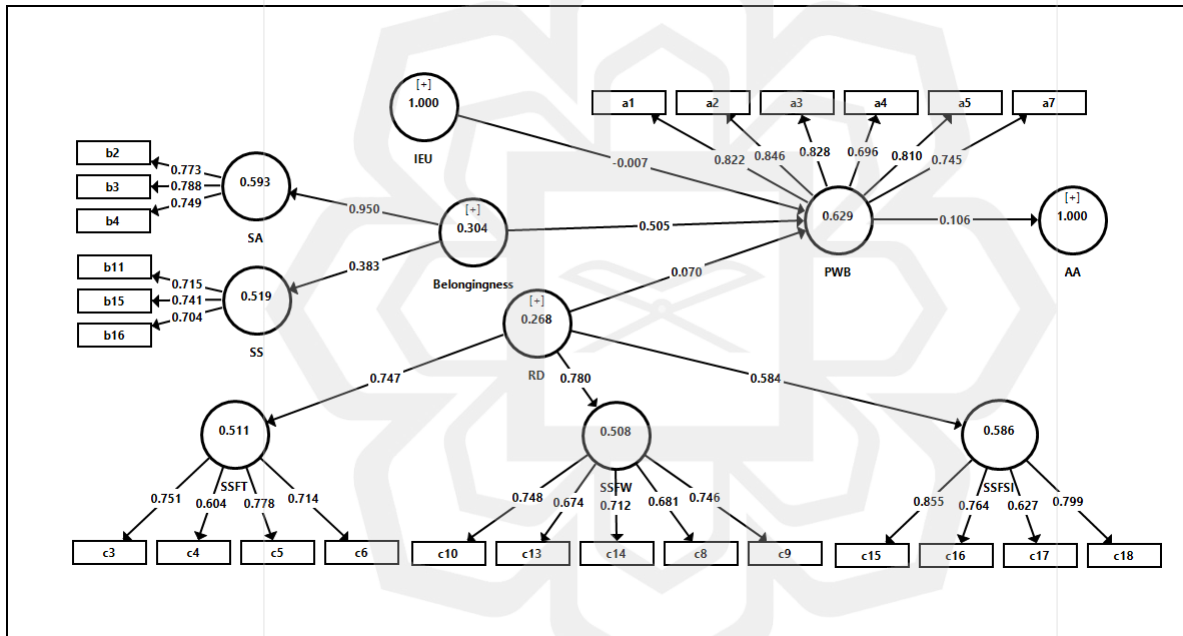 [+]
1.000
IEU
a1
a2
a3
a4
a5
a7
0.822
0.846
0.828
0.696
0.810
0.745
-0.007
b2
b3
b4
0.773
0.788
0.749
0.593
SA
0.950
[+]
0.304
Belongingness
0.505
0.629
PWB
0.106
[+]
1.000
AA
0.383
b11
b15
b16
0.715
0.741
0.704
0.519
SS
0.070
[+]
0.268
RD
0.747
0.780
0.584
0.511
SSFT
0.508
SSFW
0.586
SSFSI
0.751
0.604
0.778
0.714
0.748
0.674
0.712
0.681
0.746
0.855
0.764
0.627
0.799
c3
c4
c5
c6
c10
c13
c14
c8
c9
c15
c16
c17
c18